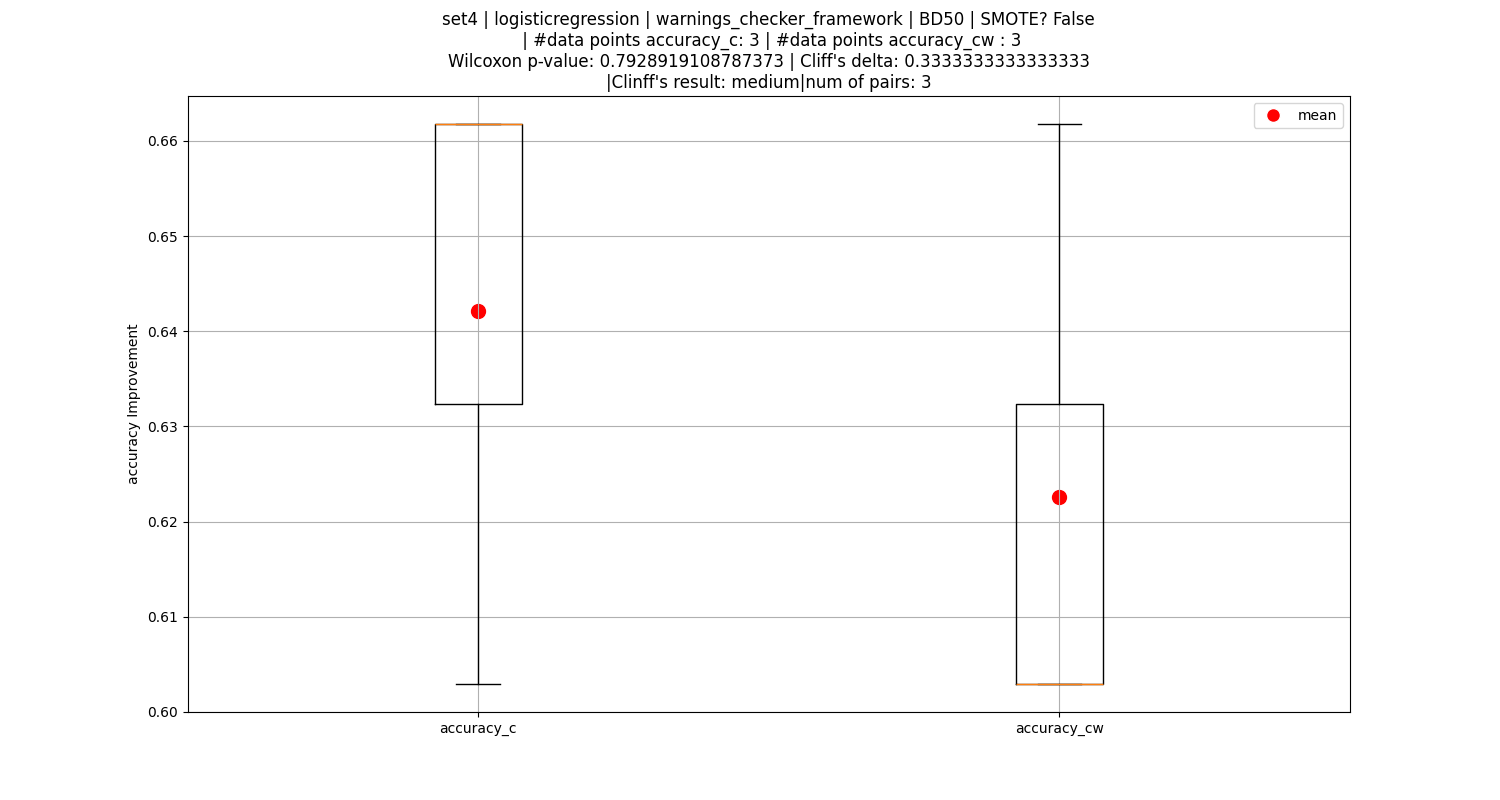 set4 | logisticregression | warnings_checker_framework | BD50 | SMOTE? False
| #data points accuracy_c: 3 | #data points accuracy_cw : 3
Wilcoxon p-value: 0.7928919108787373 | Cliff's delta: 0.3333333333333333
|Clinff's result: medium|num of pairs: 3
mean
0.66
0.65
0.64
0.63
0.62
0.61
0.60
accuracy Improvement
accuracy_c
accuracy_cw